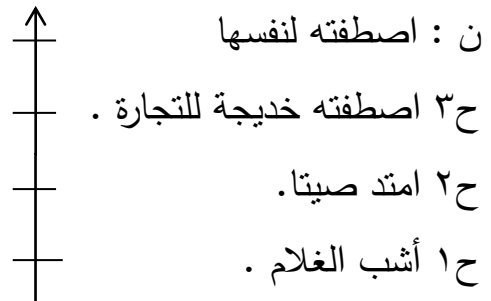 ن : اصطفته لنفسها
ح٣ اصطفته خديجة للتجارة .
ح٢ امتد صيتا.
ح١ أشب الغلام .